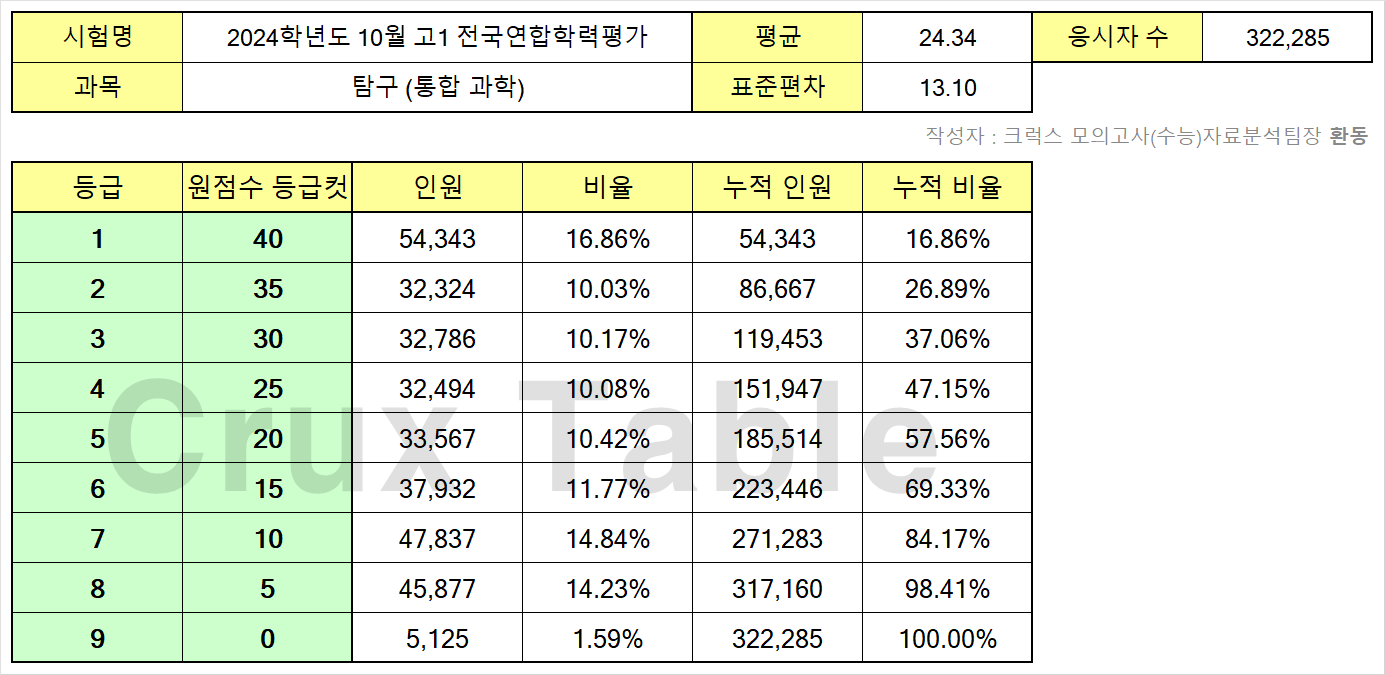 시험명 2024학년도 10월 고1 전국연합학력평가 평균 24.34 응시자 수 322,285
과목 탐구 (통합 과학) 표준편차 13.10
작성자 : 크럭스 모의고사(수능)자료분석팀장 환동
등급 원점수 등급컷 인원 비율 누적 인원 누적 비율
1 40 54,343 16.86% 54,343 16.86%
2 35 32,324 10.03% 86,667 26.89%
3 30 32,786 10.17% 119,453 37.06%
4 25 32,494 10.08% 151,947 47.15%
5 20 33,567 10.42% 185,514 57.56%
6 15 37,932 11.77% 223,446 69.33%
7 10 47,837 14.84% 271,283 84.17%
8 5 45,877 14.23% 317,160 98.41%
9 0 5,125 1.59% 322,285 100.00%
Crux Table